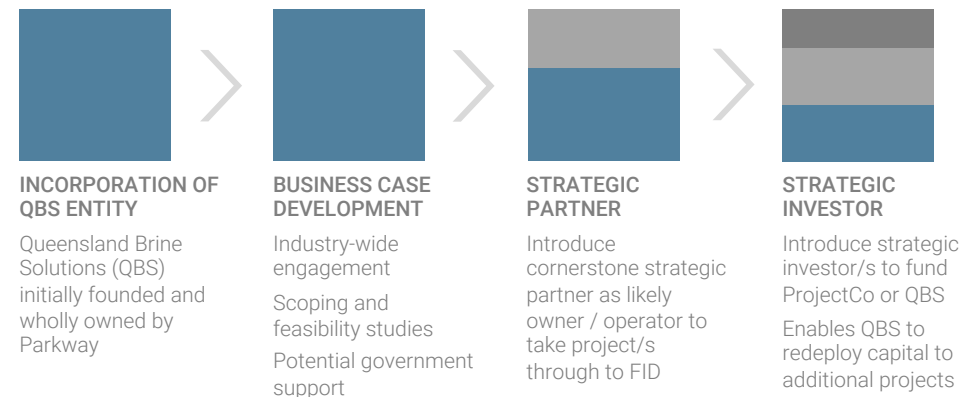 INCORPORATION OF
QBS ENTITY
Queensland Brine
Solutions (QBS)
initially founded and
wholly owned by
Parkway
BUSINESS CASE
DEVELOPMENT
Industry-wide
engagement
Scoping and
feasibility studies
Potential government
support
STRATEGIC
PARTNER
Introduce
cornerstone strategic
partner as likely
owner / operator to
take project/s
through to FID
STRATEGIC
INVESTOR
Introduce strategic
investor/s to fund
ProjectCo or QBS
Enables QBS to
redeploy capital to
additional projects